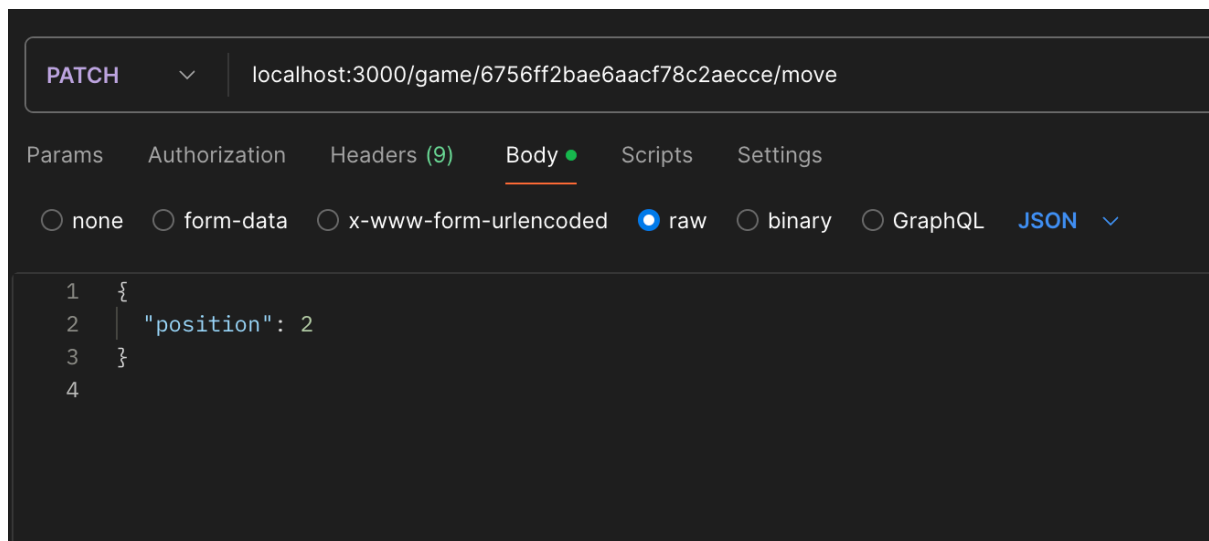 PATCH localhost:3000/game/6756ff2bae6aacf78c2aecce/move
Params Authorization Headers (9) Body Scripts Settings
none form-data x-www-form-urlencoded raw binary GraphQL JSON
1 {
2 "position": 2
3 }
4